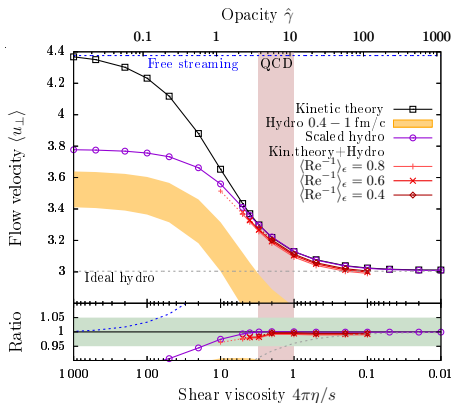 Opacity γ̂
0.1 1 10 100 1000
4.4
4.2
4
3.8
3.6
3.4
3.2
3
Flow velocity ⟨u⊥⟩
Free streaming
QCD
Kinetic theory
Hydro 0.4 − 1 fm/c
Scaled hydro
Kin.theory+Hydro
⟨Re⁻¹⟩ϵ = 0.8
⟨Re⁻¹⟩ϵ = 0.6
⟨Re⁻¹⟩ϵ = 0.4
Ideal hydro
Ratio
1.05
1
0.95
1000 100 10 1 0.1 0.01
Shear viscosity 4πη/s